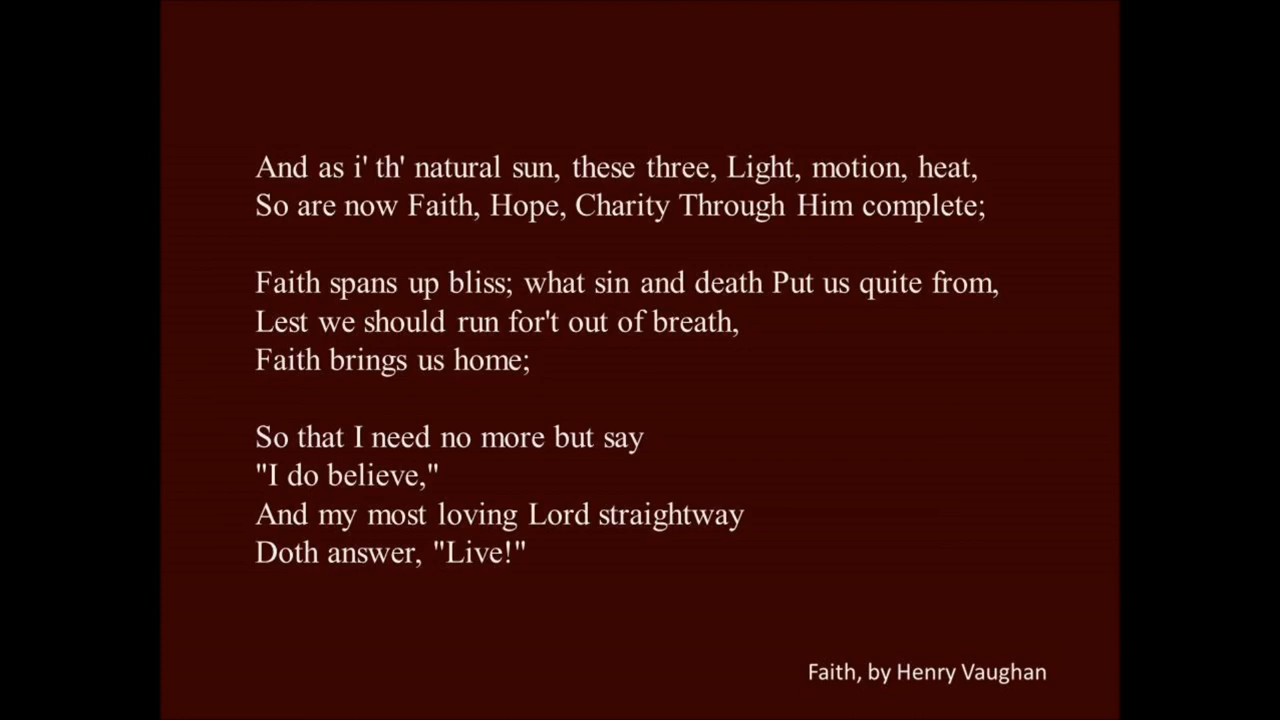 And as i' th' natural sun, these three, Light, motion, heat,
So are now Faith, Hope, Charity Through Him complete;
Faith spans up bliss; what sin and death Put us quite from,
Lest we should run for't out of breath,
Faith brings us home;
So that I need no more but say
"I do believe,"
And my most loving Lord straightway
Doth answer, "Live!"
Faith, by Henry Vaughan